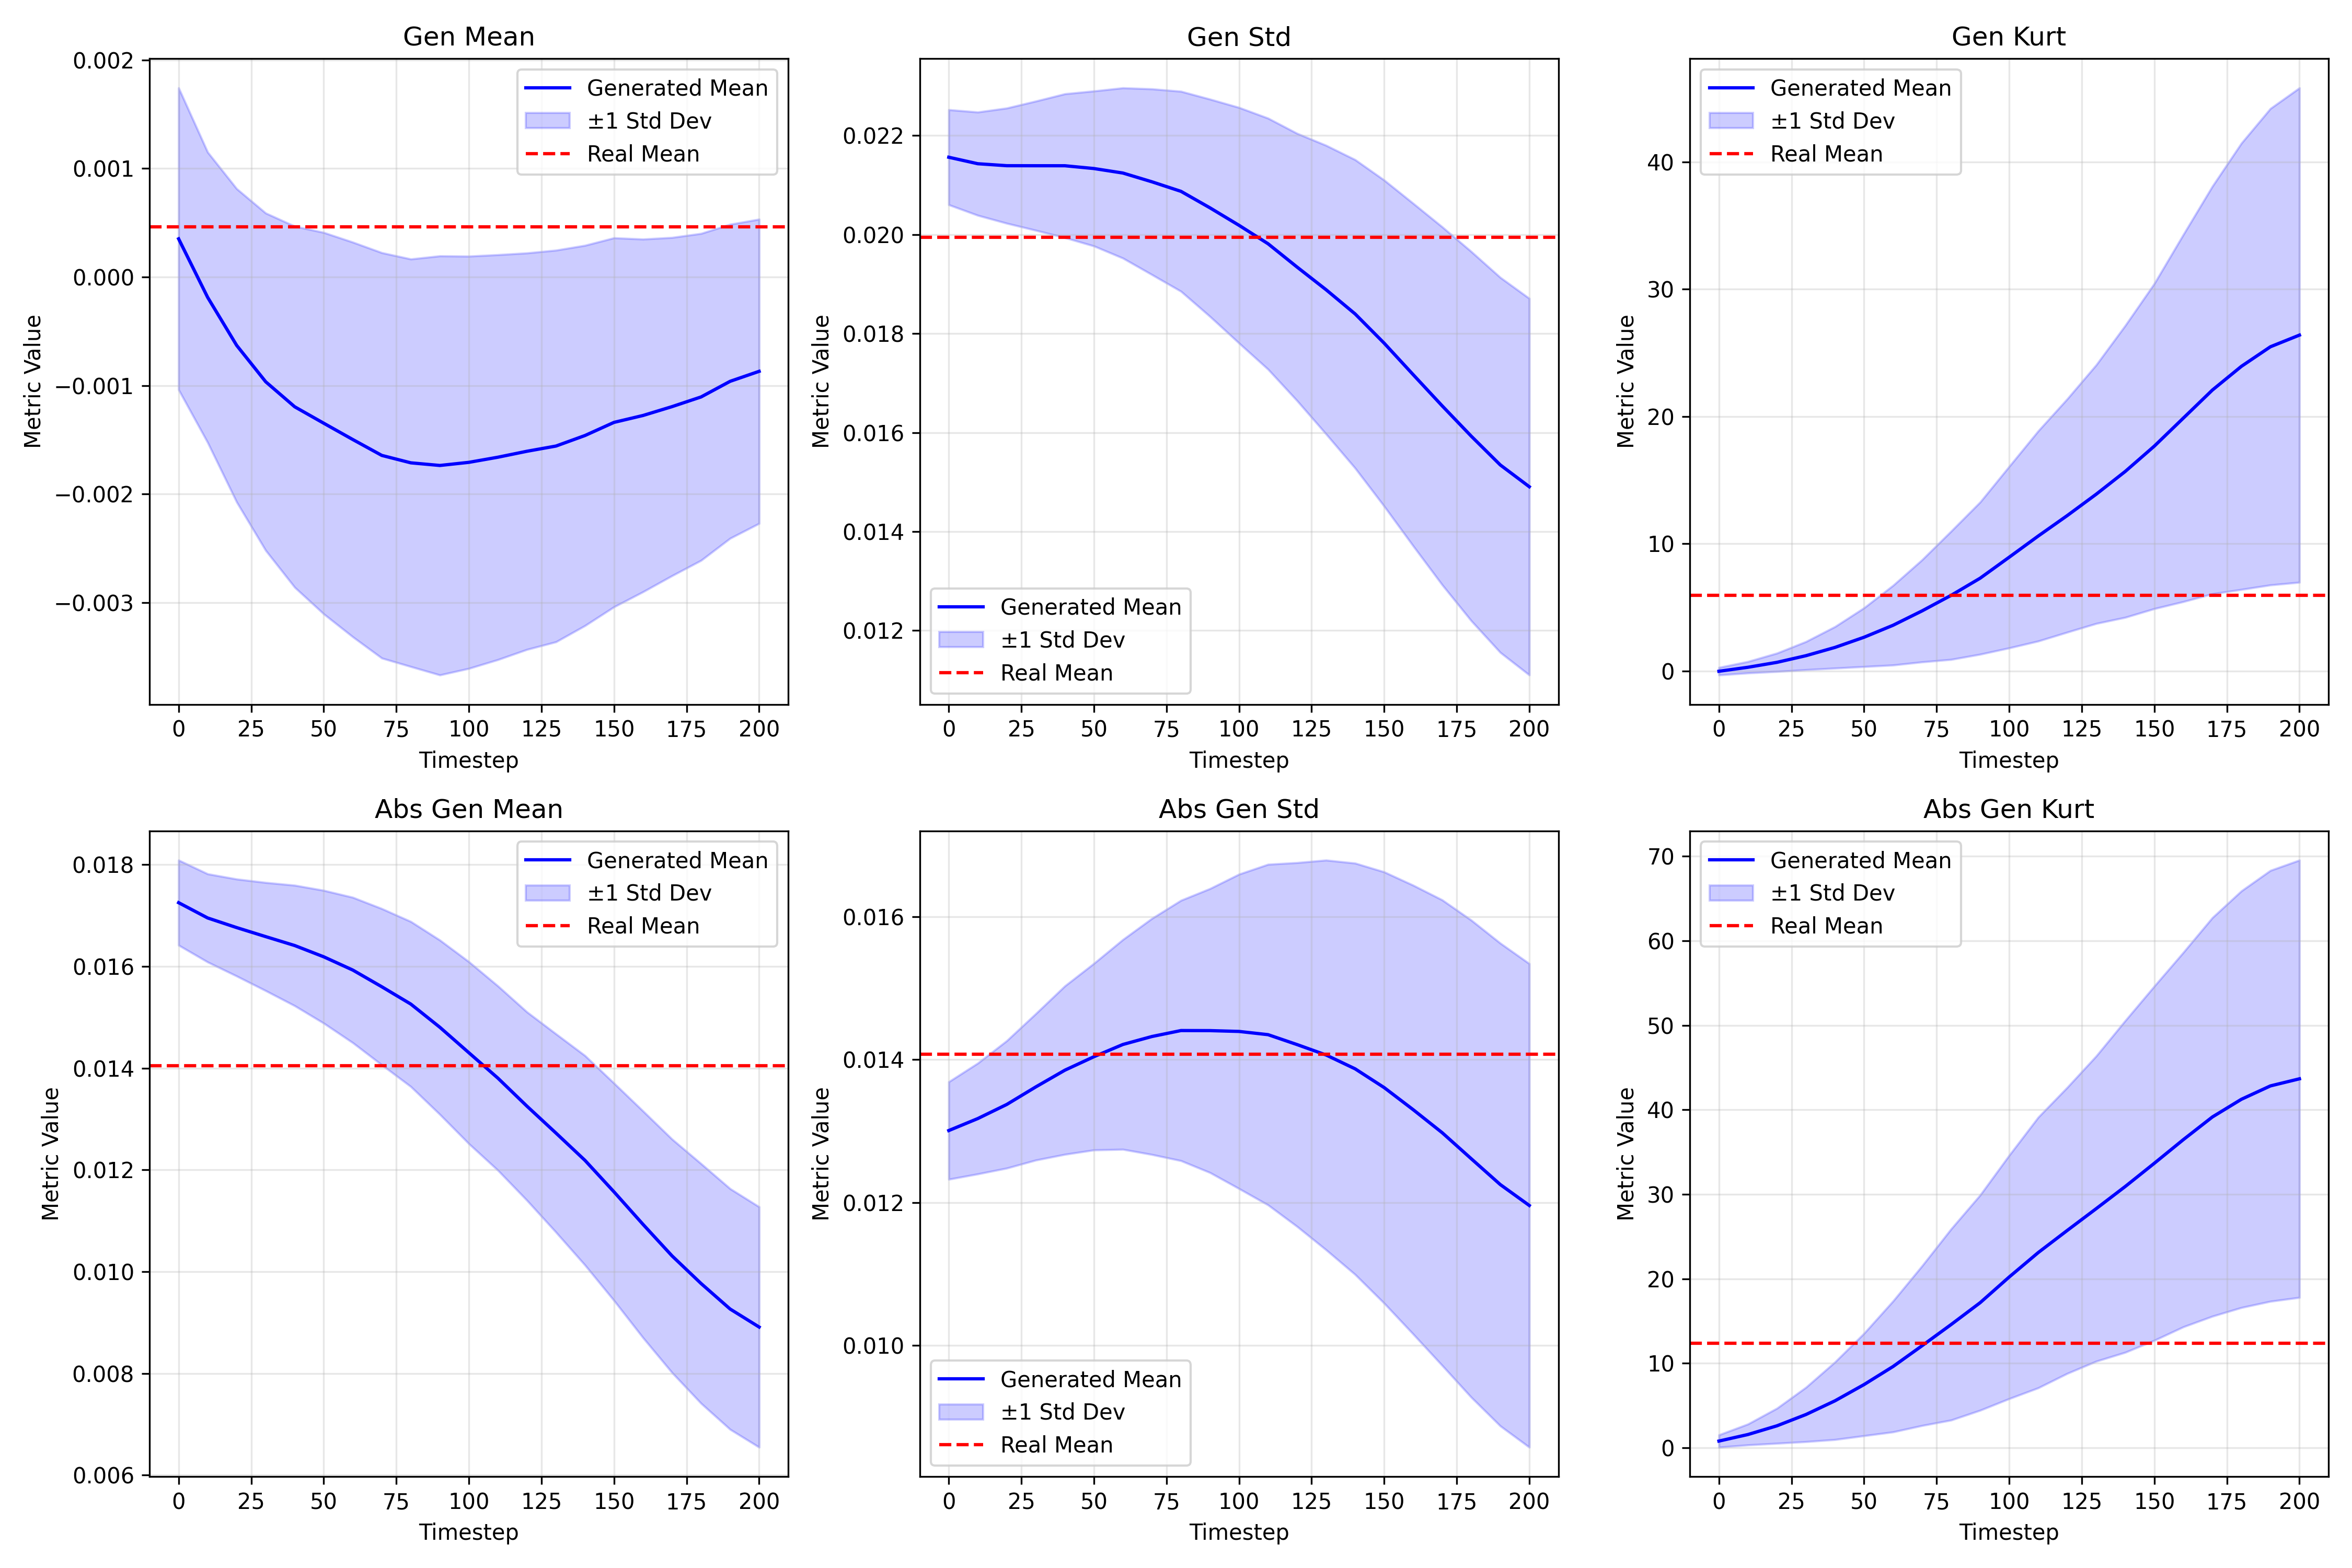 Gen Mean
Metric Value
0.002
0.001
0.000
−0.001
−0.002
−0.003
Generated Mean
±1 Std Dev
Real Mean
0 25 50 75 100 125 150 175 200
Timestep
Gen Std
Metric Value
0.022
0.020
0.018
0.016
0.014
0.012
Generated Mean
±1 Std Dev
Real Mean
0 25 50 75 100 125 150 175 200
Timestep
Gen Kurt
Metric Value
40
30
20
10
0
Generated Mean
±1 Std Dev
Real Mean
0 25 50 75 100 125 150 175 200
Timestep
Abs Gen Mean
Metric Value
0.018
0.016
0.014
0.012
0.010
0.008
0.006
Generated Mean
±1 Std Dev
Real Mean
0 25 50 75 100 125 150 175 200
Timestep
Abs Gen Std
Metric Value
0.016
0.014
0.012
0.010
Generated Mean
±1 Std Dev
Real Mean
0 25 50 75 100 125 150 175 200
Timestep
Abs Gen Kurt
Metric Value
70
60
50
40
30
20
10
0
Generated Mean
±1 Std Dev
Real Mean
0 25 50 75 100 125 150 175 200
Timestep